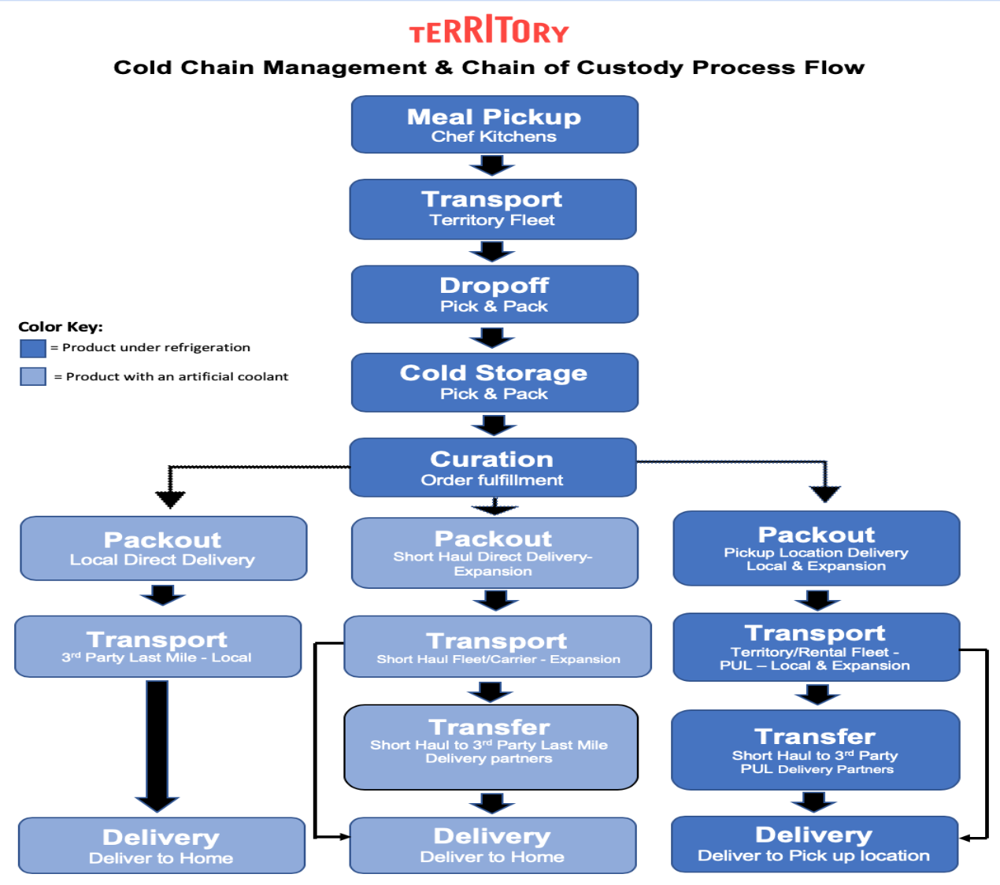 TERRITORY
Cold Chain Management & Chain of Custody Process Flow
Meal Pickup
Chef Kitchens
Transport
Territory Fleet
Dropoff
Pick & Pack
Color Key:
= Product under refrigeration
= Product with an artificial coolant
Cold Storage
Pick & Pack
Curation
Order fulfillment
Packout
Local Direct Delivery
Transport
3rd Party Last Mile - Local
Delivery
Deliver to Home
Packout
Short Haul Direct Delivery-
Expansion
Transport
Short Haul Fleet/Carrier - Expansion
Transfer
Short Haul to 3rd Party Last Mile
Delivery partners
Delivery
Deliver to Home
Packout
Pickup Location Delivery
Local & Expansion
Transport
Territory/Rental Fleet -
PUL – Local & Expansion
Transfer
Short Haul to 3rd Party
PUL Delivery Partners
Delivery
Deliver to Pick up location